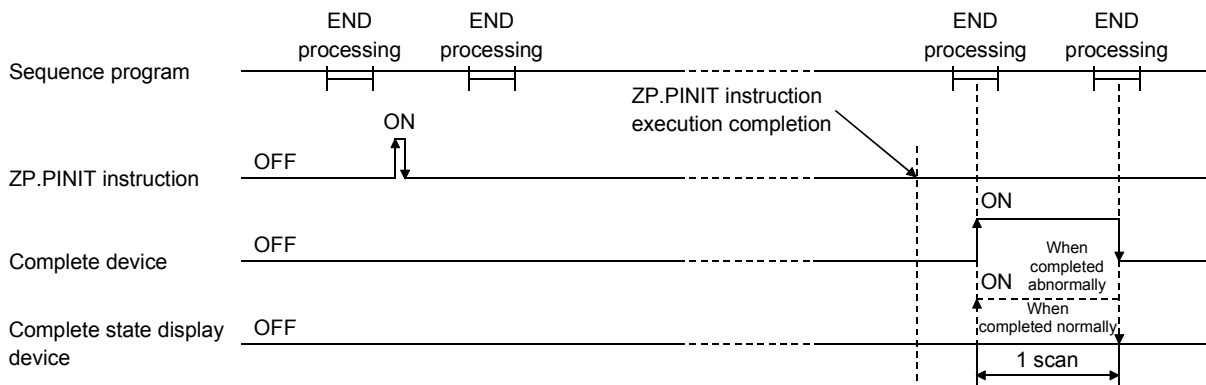 END
processing
END
processing
END
processing
END
processing
Sequence program
ZP.PINIT instruction
execution completion
ON
OFF
ZP.PINIT instruction
ON
OFF
Complete device
When
completed
abnormally
ON
When
completed normally
OFF
Complete state display
device
1 scan